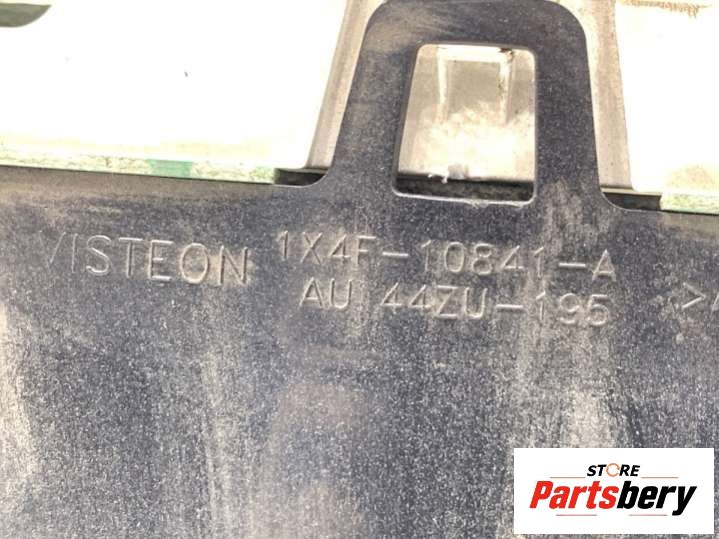 VISTEON 1X4F-10841-A
AU 44ZU-195 >
STORE
Partsbery